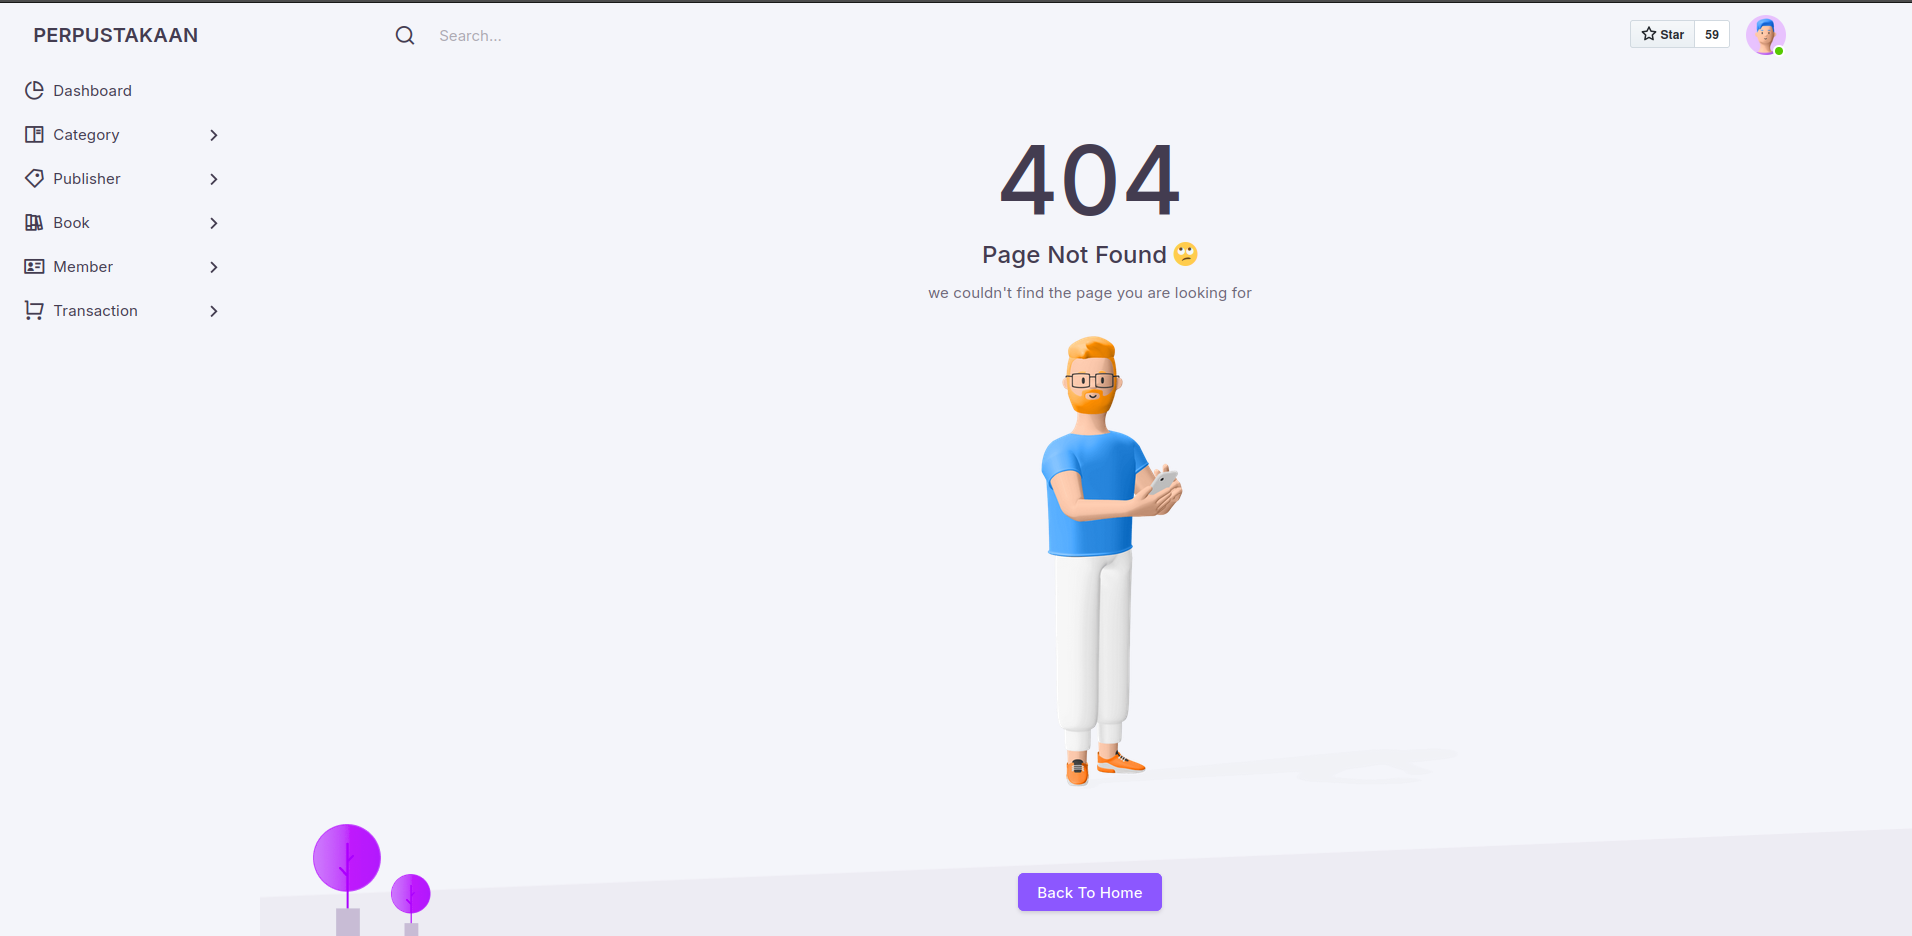 PERPUSTAKAAN
Search...
Star 59
Dashboard
Category
Publisher
Book
Member
Transaction
404
Page Not Found 🙄
we couldn't find the page you are looking for
Back To Home